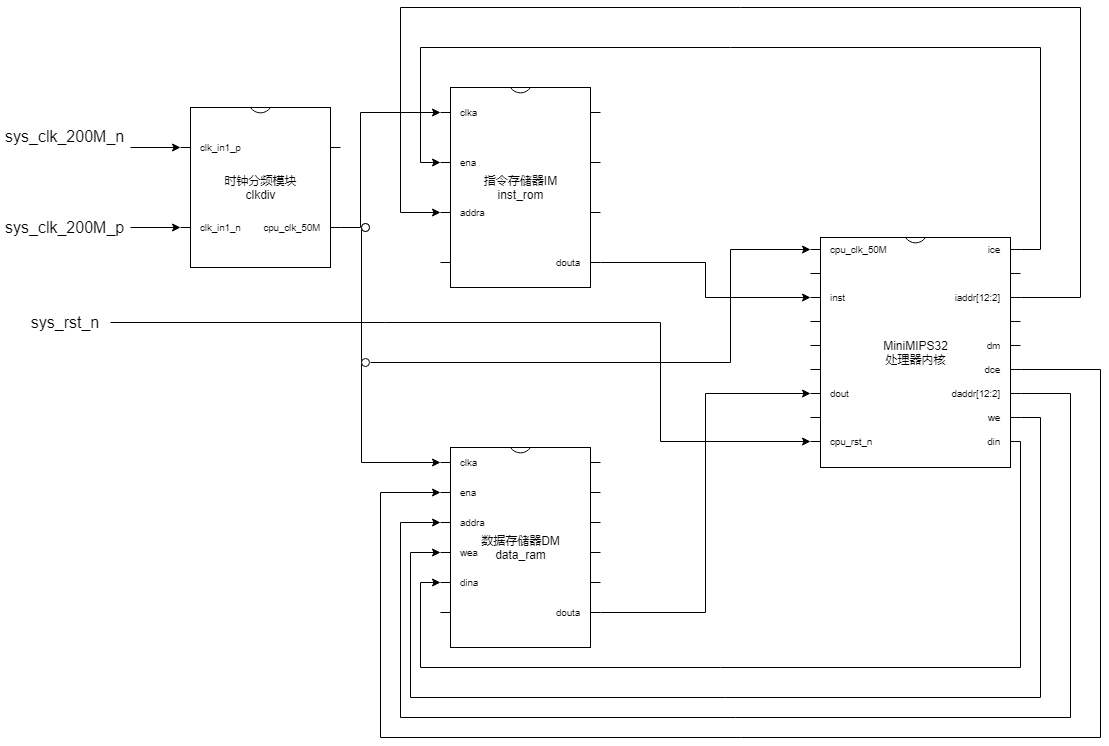 sys_clk_200M_n
sys_clk_200M_p
sys_rst_n
clk_in1_p
时钟分频模块
clkdiv
clk_in1_n
cpu_clk_50M
clka
ena
指令存储器IM
inst_rom
addra
douta
clka
ena
addra
数据存储器DM
data_ram
wea
dina
douta
cpu_clk_50M
ice
inst
iaddr[12:2]
MiniMIPS32
处理器内核
dm
dce
dout
daddr[12:2]
we
cpu_rst_n
din